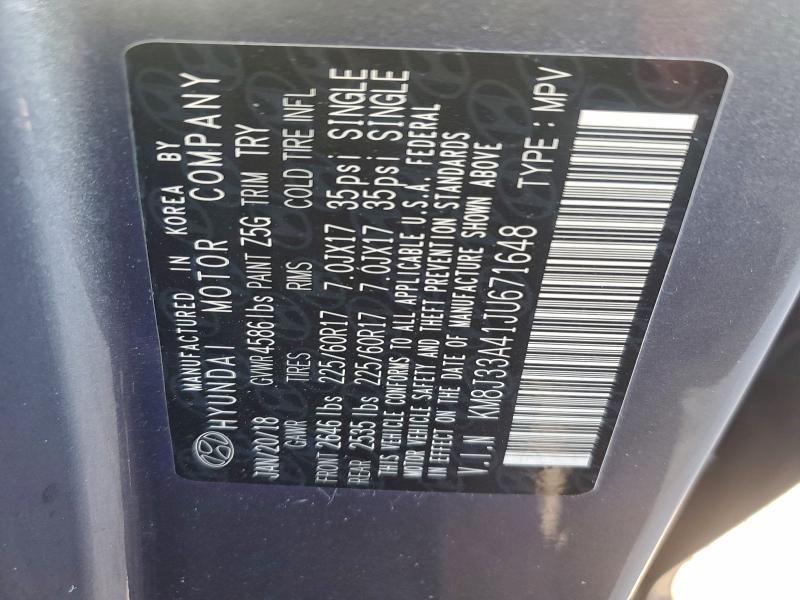 MANUFACTURED IN KOREA BY
HYUNDAI MOTOR COMPANY
JAN/20/18 GVWR 4586 lbs PAINT Z5G TRIM TRY
GAWR TIRES RIMS COLD TIRE INFL
FRONT 2646 lbs 225/60R17 7.0JX17 35psi SINGLE
REAR 2535 lbs 225/60R17 7.0JX17 35psi SINGLE
THIS VEHICLE CONFORMS TO ALL APPLICABLE U.S.A. FEDERAL
MOTOR VEHICLE SAFETY AND THEFT PREVENTION STANDARDS
IN EFFECT ON THE DATE OF MANUFACTURE SHOWN ABOVE
V.I.N KM8J33A41JU671648 TYPE : MPV